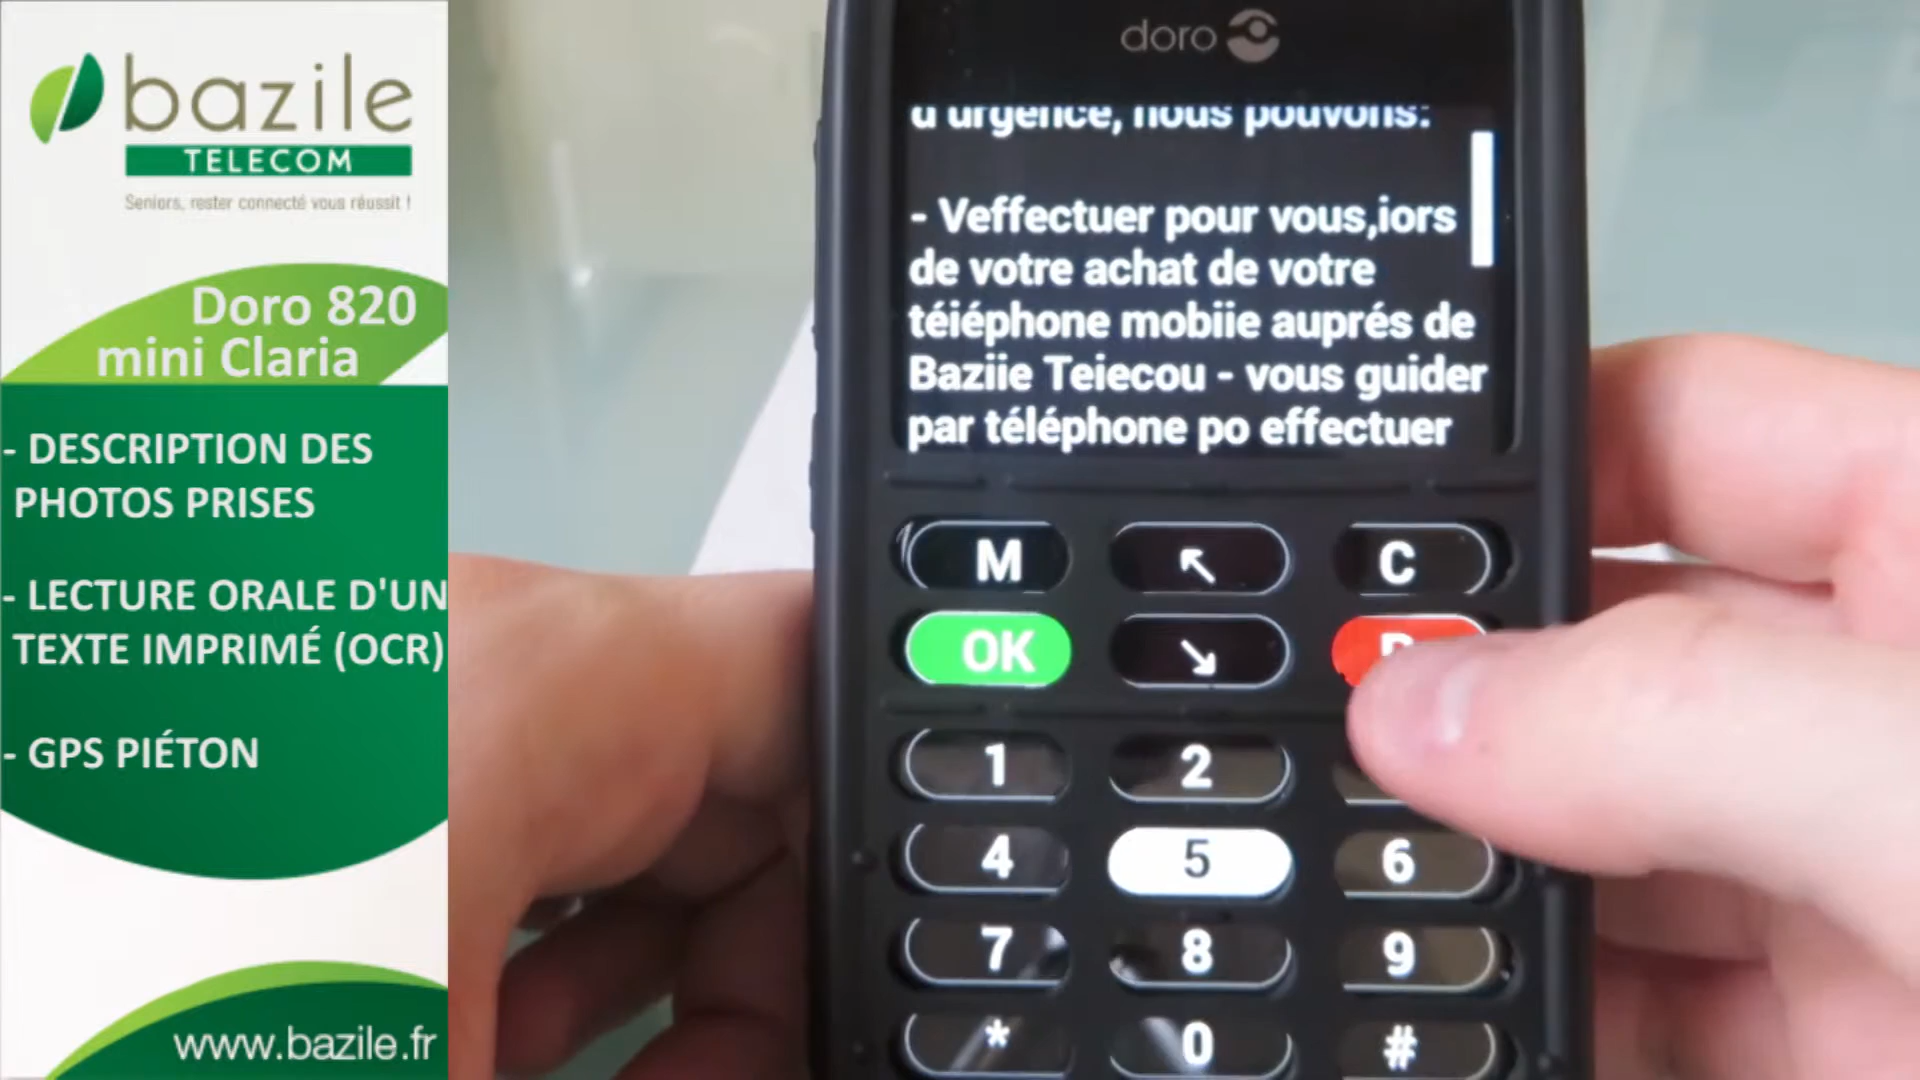 bazile
TELECOM
Seniors, rester connecté vous réussit !
Doro 820
mini Claria
- DESCRIPTION DES
PHOTOS PRISES
- LECTURE ORALE D'UN
TEXTE IMPRIMÉ (OCR)
- GPS PIÉTON
www.bazile.fr
doro
d'urgence, nous pouvons:
- Veffectuer pour vous,iors
de votre achat de votre
téiéphone mobiie auprés de
Baziie Teiecou - vous guider
par téléphone po effectuer
M ↖ C
OK ↘
1 2
4 5 6
7 8 9
* 0 #